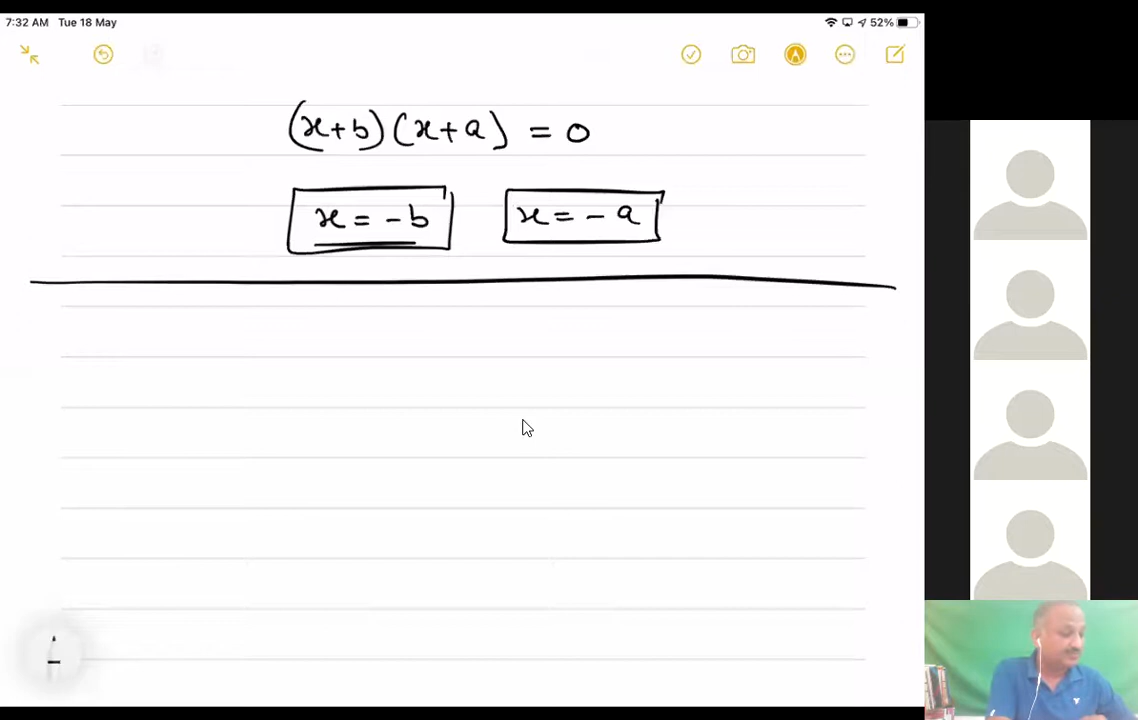 7:32 AM Tue 18 May 52%
(x+b)(x+a) = 0
x = -b x = -a